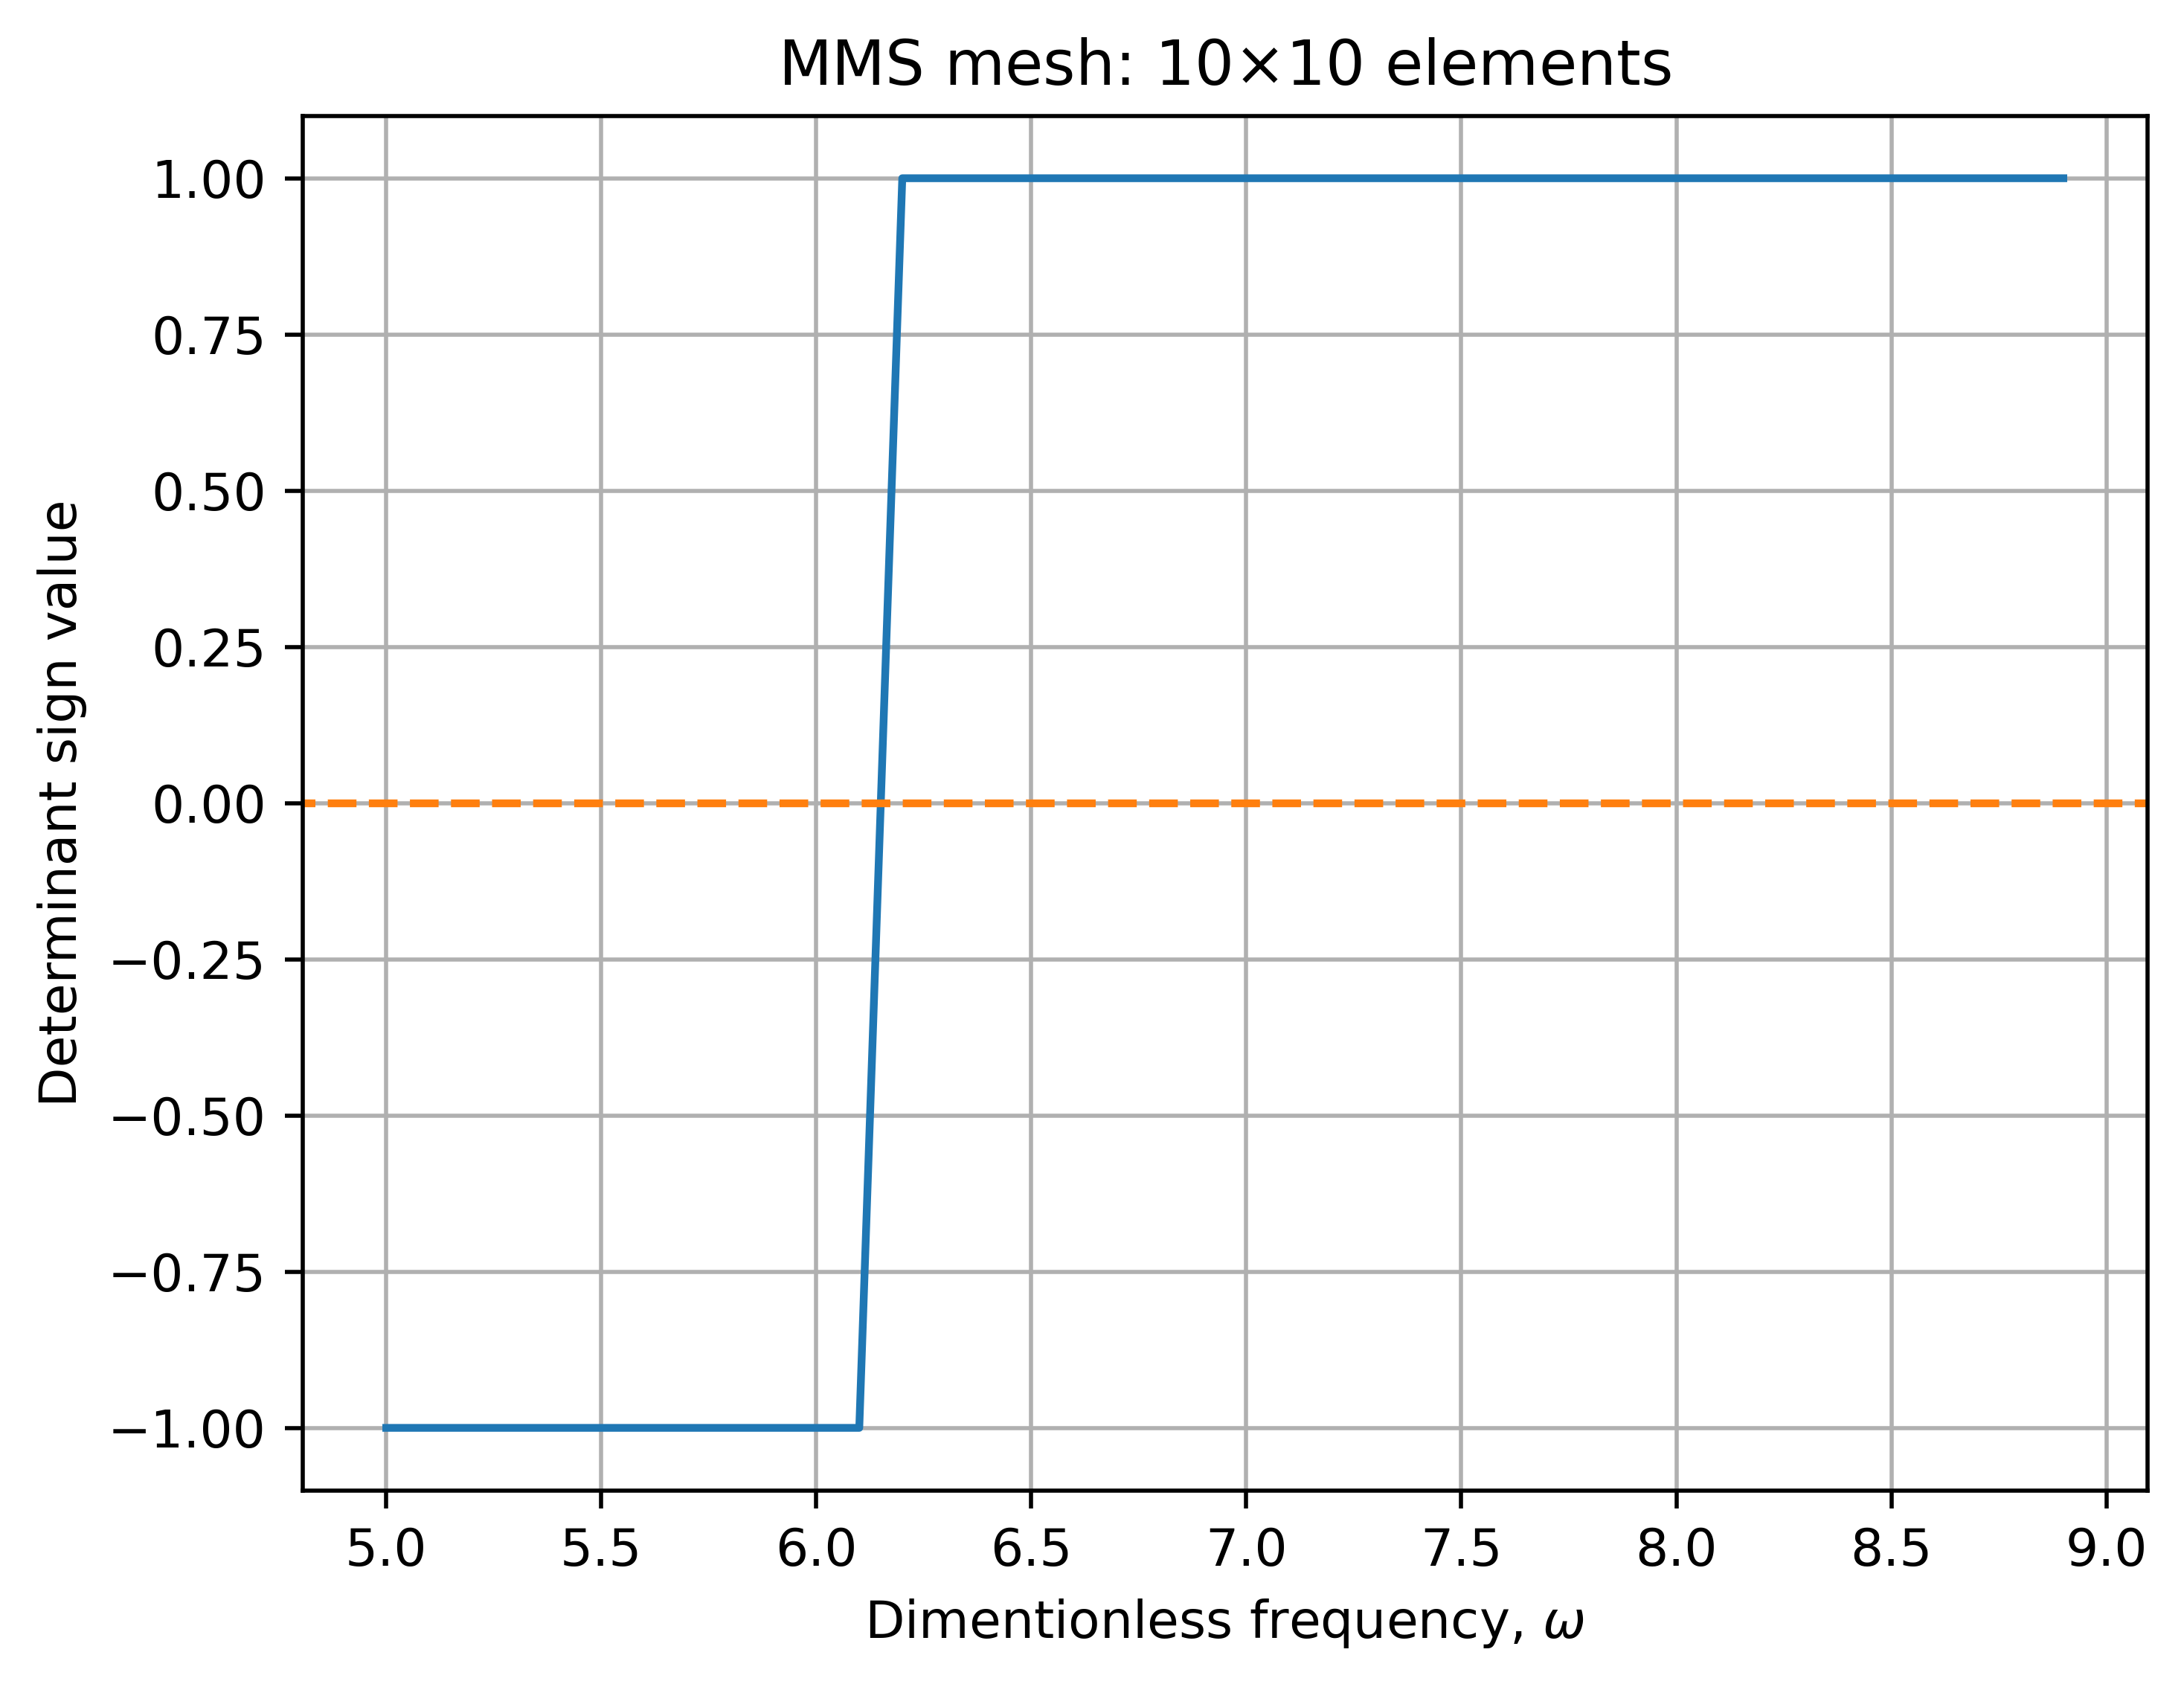 MMS mesh: 10×10 elements
Determinant sign value
1.00
0.75
0.50
0.25
0.00
−0.25
−0.50
−0.75
−1.00
5.0 5.5 6.0 6.5 7.0 7.5 8.0 8.5 9.0
Dimentionless frequency, ω